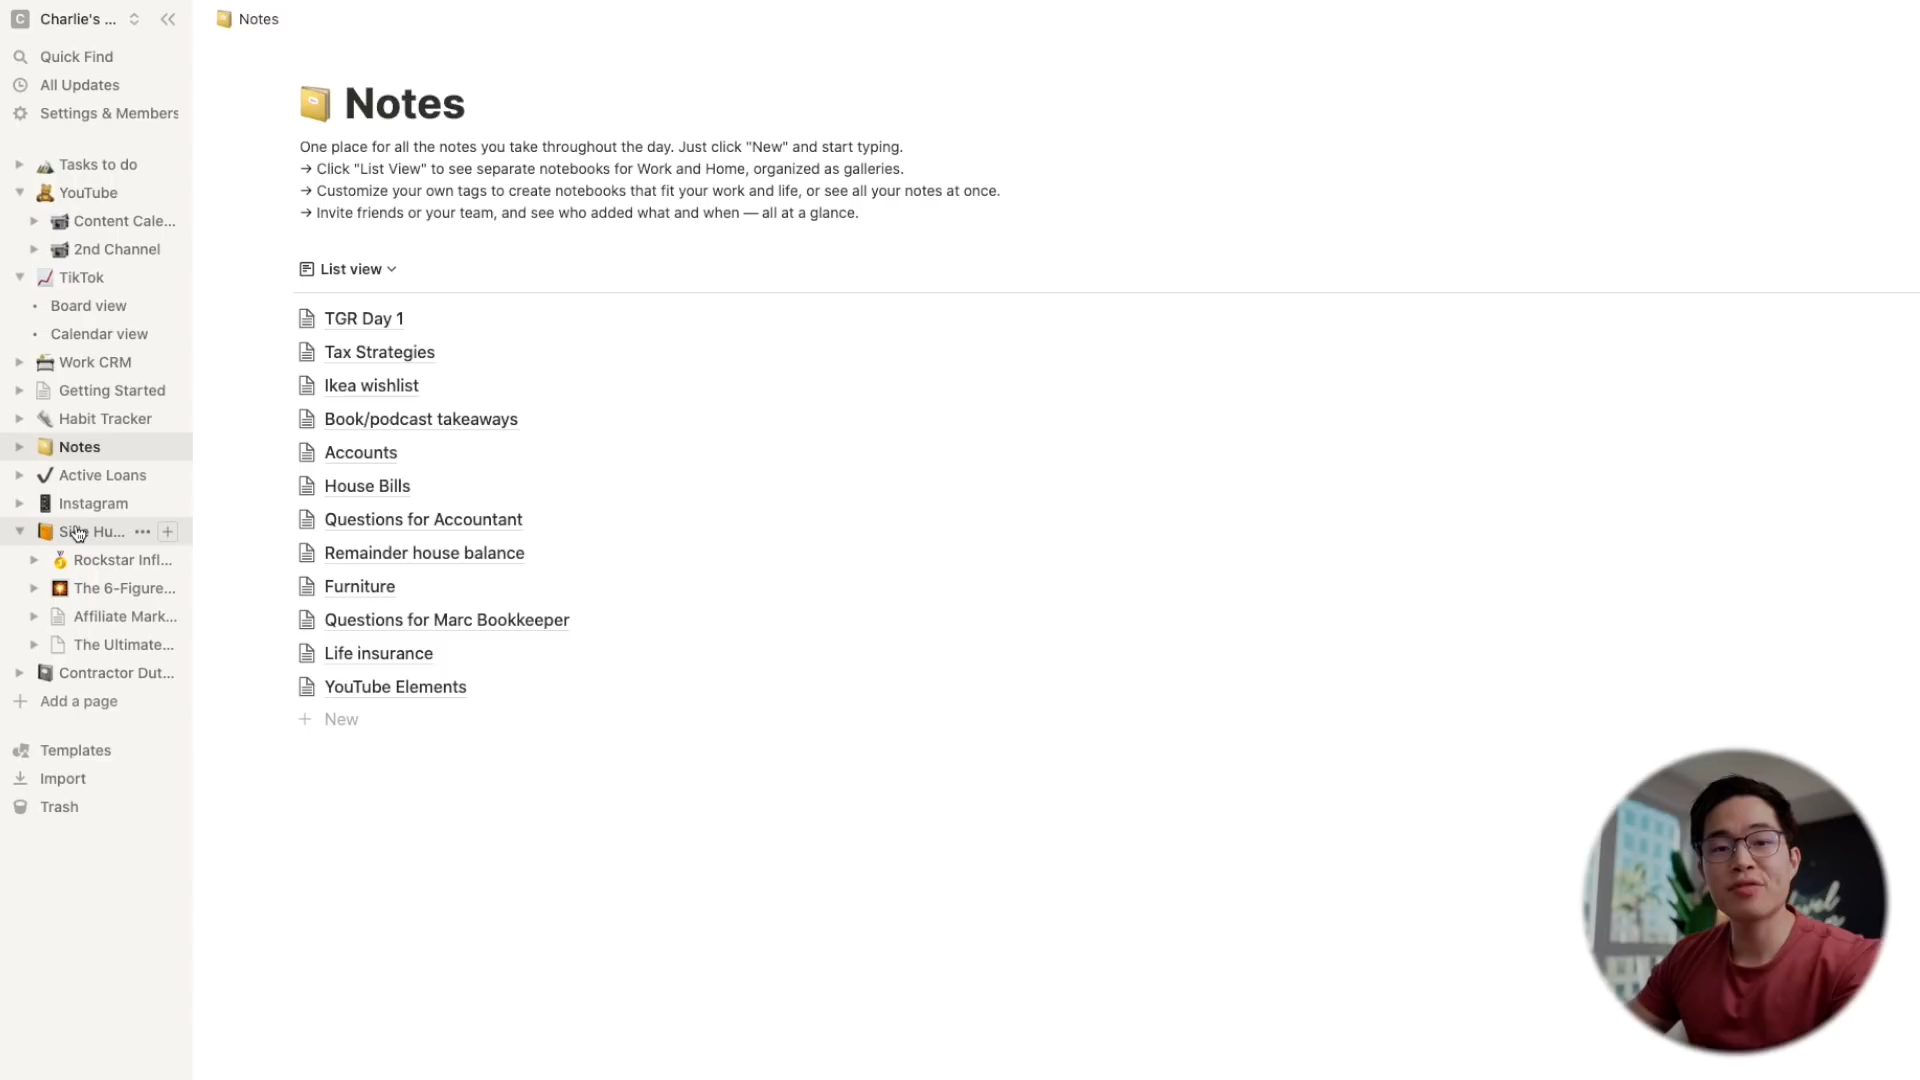 C Charlie's ...
Notes
Quick Find
All Updates
Settings & Members
Tasks to do
YouTube
Content Cale...
2nd Channel
TikTok
Board view
Calendar view
Work CRM
Getting Started
Habit Tracker
Notes
Active Loans
Instagram
Hu...
Rockstar Infl...
The 6-Figure...
Affiliate Mark...
The Ultimate...
Contractor Dut...
Add a page
Templates
Import
Trash
Notes
One place for all the notes you take throughout the day. Just click "New" and start typing.
→ Click "List View" to see separate notebooks for Work and Home, organized as galleries.
→ Customize your own tags to create notebooks that fit your work and life, or see all your notes at once.
→ Invite friends or your team, and see who added what and when — all at a glance.
List view
TGR Day 1
Tax Strategies
Ikea wishlist
Book/podcast takeaways
Accounts
House Bills
Questions for Accountant
Remainder house balance
Furniture
Questions for Marc Bookkeeper
Life insurance
YouTube Elements
New